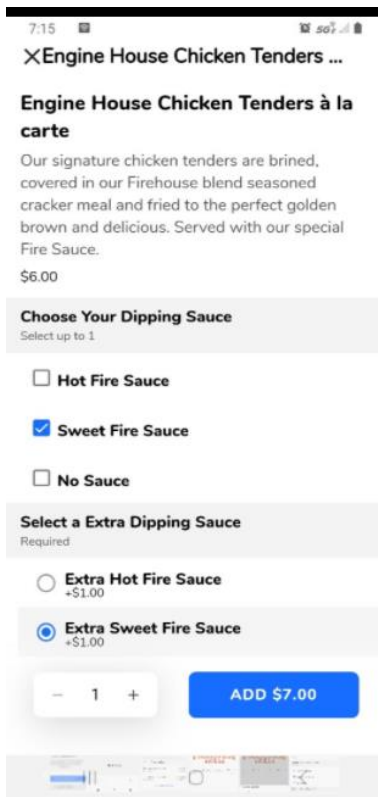 7:15
5G
Engine House Chicken Tenders ...
Engine House Chicken Tenders à la
carte
Our signature chicken tenders are brined,
covered in our Firehouse blend seasoned
cracker meal and fried to the perfect golden
brown and delicious. Served with our special
Fire Sauce.
$6.00
Choose Your Dipping Sauce
Select up to 1
Hot Fire Sauce
Sweet Fire Sauce
No Sauce
Select a Extra Dipping Sauce
Required
Extra Hot Fire Sauce
+$1.00
Extra Sweet Fire Sauce
+$1.00
− 1 +
ADD $7.00